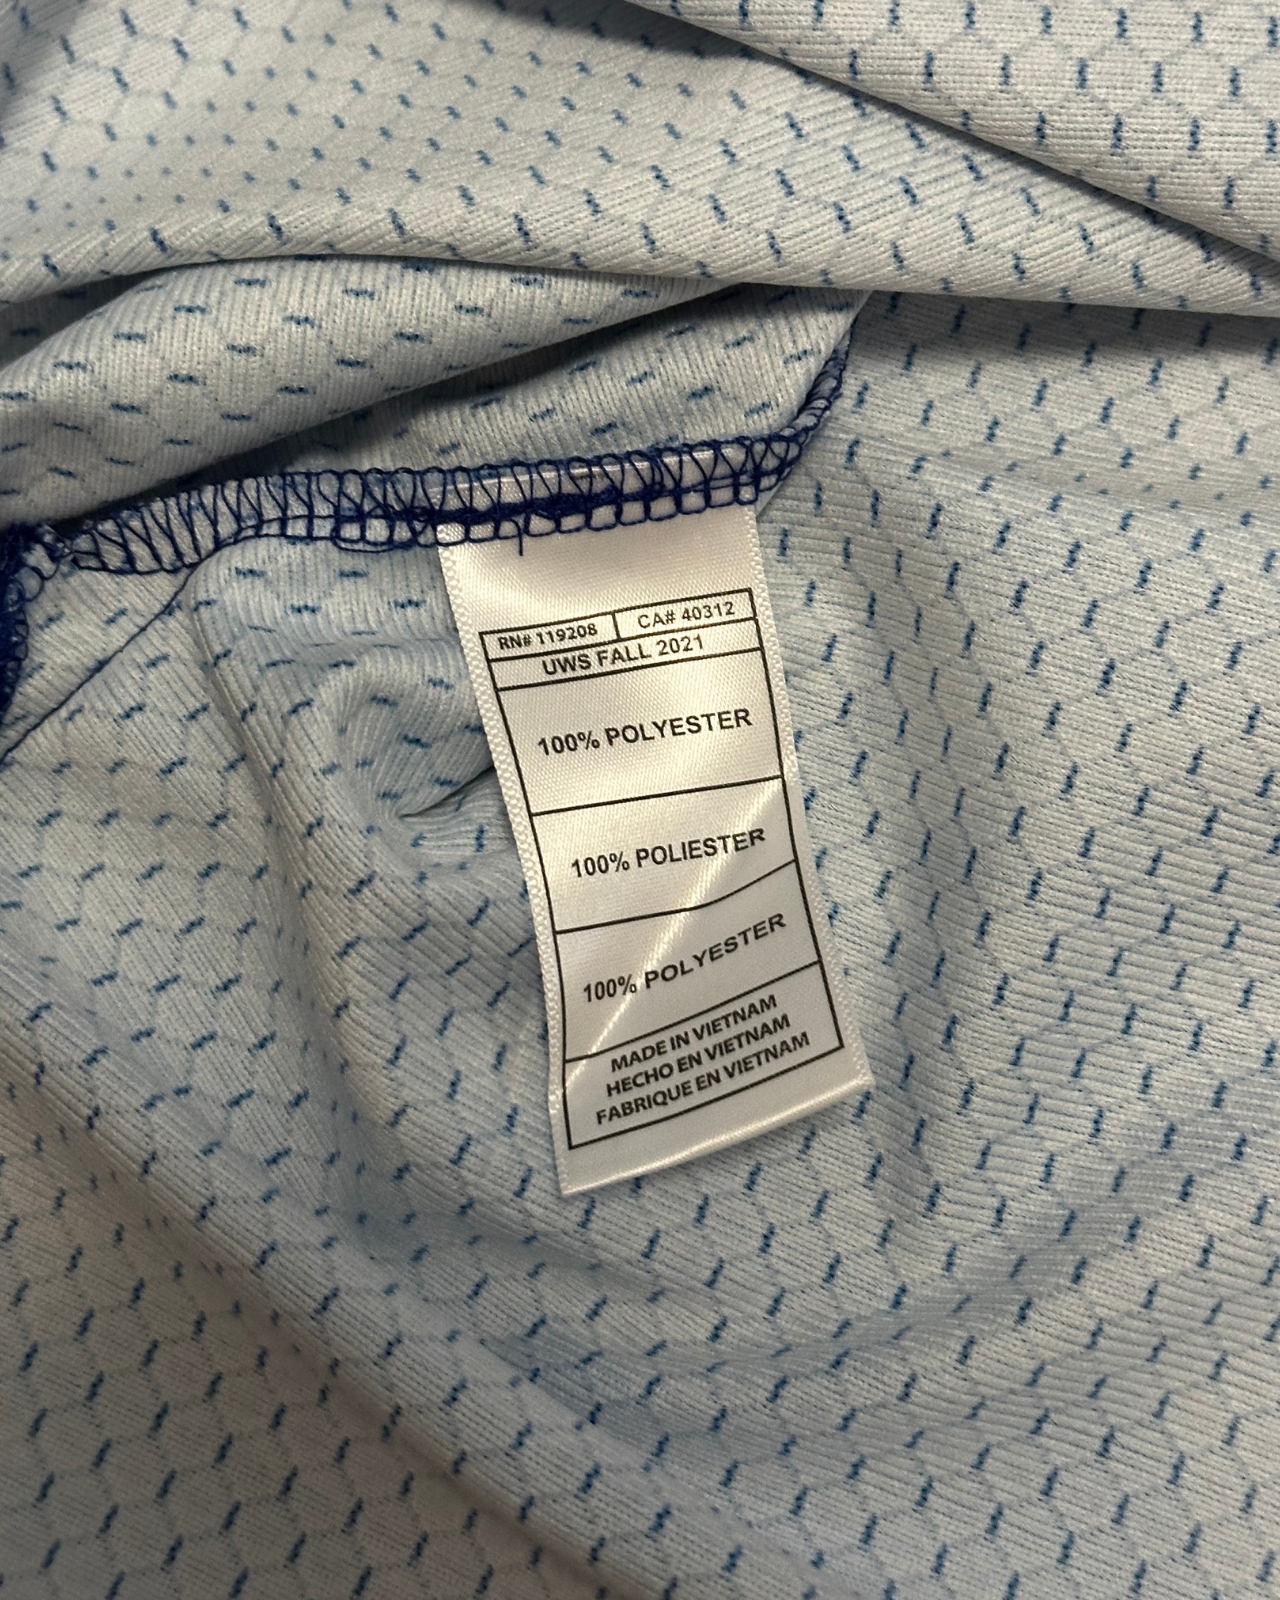 RN# 119208 CA# 40312
UWS FALL 2021
100% POLYESTER
100% POLIESTER
100% POLYESTER
MADE IN VIETNAM
HECHO EN VIETNAM
FABRIQUE EN VIETNAM